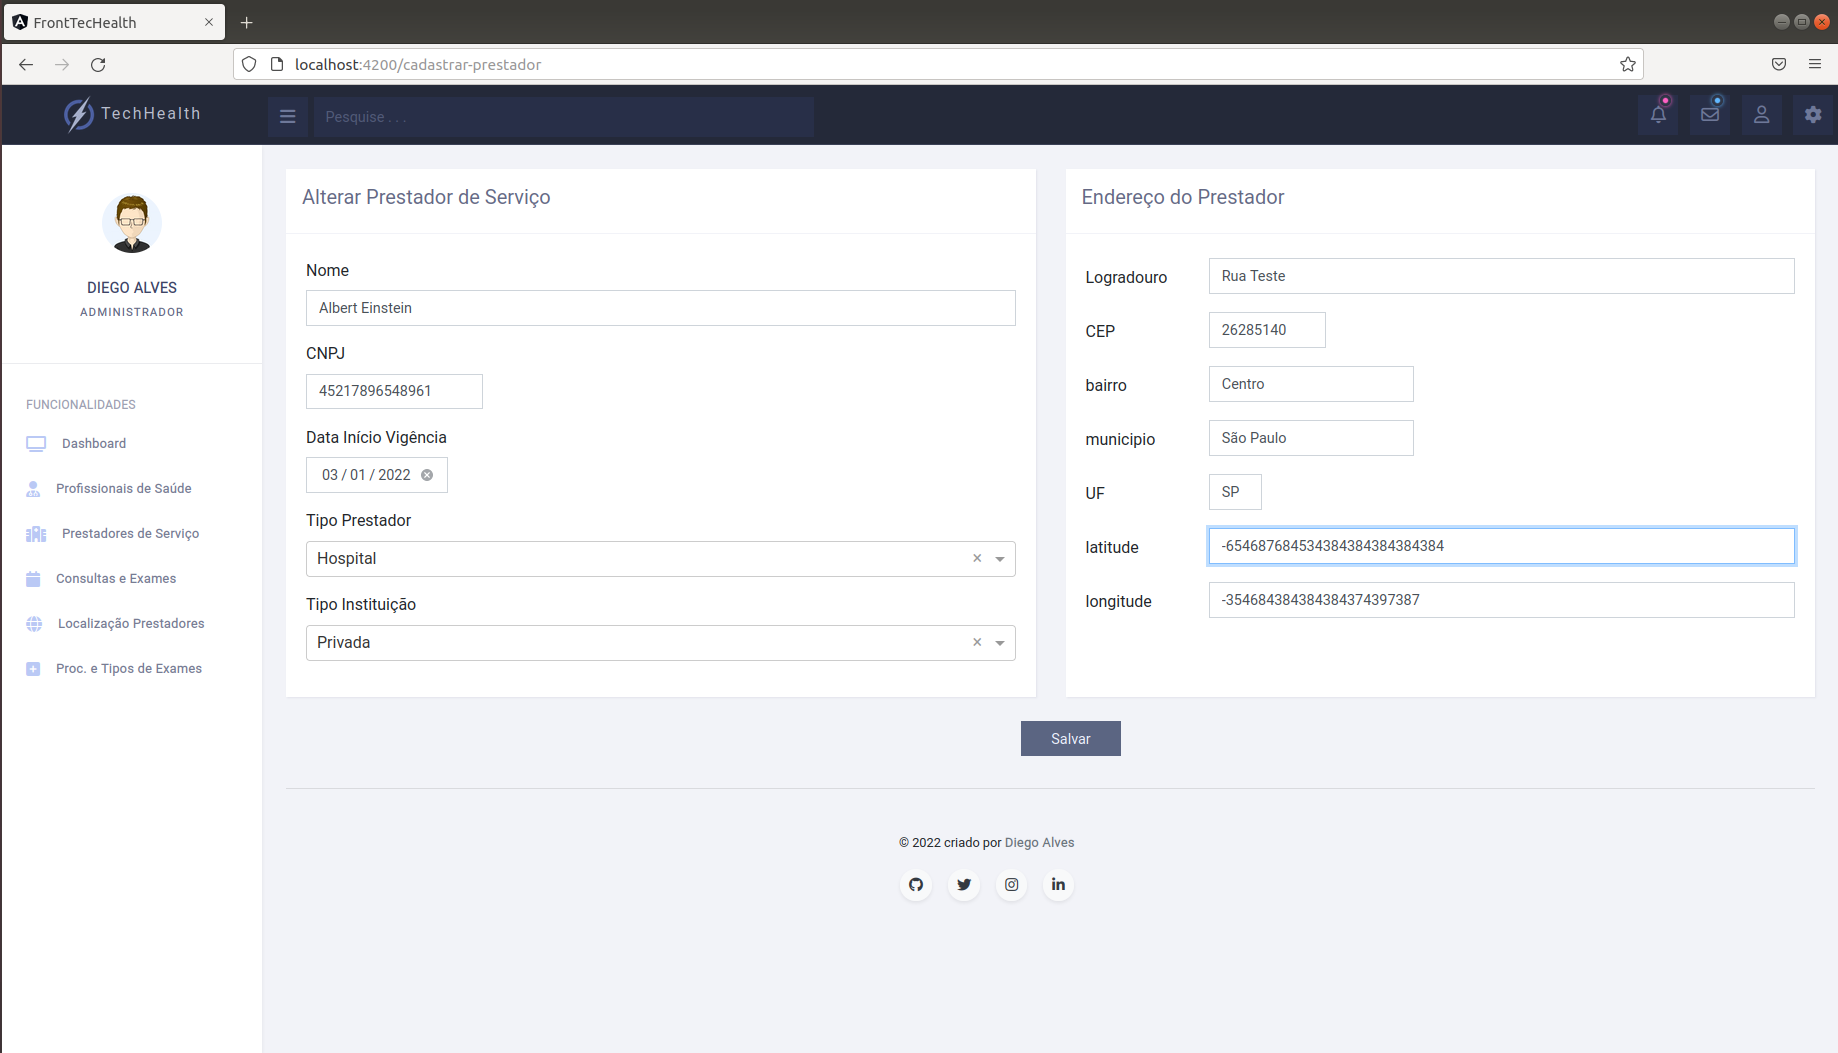 FrontTecHealth
localhost:4200/cadastrar-prestador
TechHealth
Pesquise . . .
DIEGO ALVES
ADMINISTRADOR
FUNCIONALIDADES
Dashboard
Profissionais de Saúde
Prestadores de Serviço
Consultas e Exames
Localização Prestadores
Proc. e Tipos de Exames
Alterar Prestador de Serviço
Nome
Albert Einstein
CNPJ
45217896548961
Data Início Vigência
03 / 01 / 2022
Tipo Prestador
Hospital
Tipo Instituição
Privada
Endereço do Prestador
Logradouro
Rua Teste
CEP
26285140
bairro
Centro
municipio
São Paulo
UF
SP
latitude
-654687684534384384384384384
longitude
-354684384384384374397387
Salvar
© 2022 criado por Diego Alves